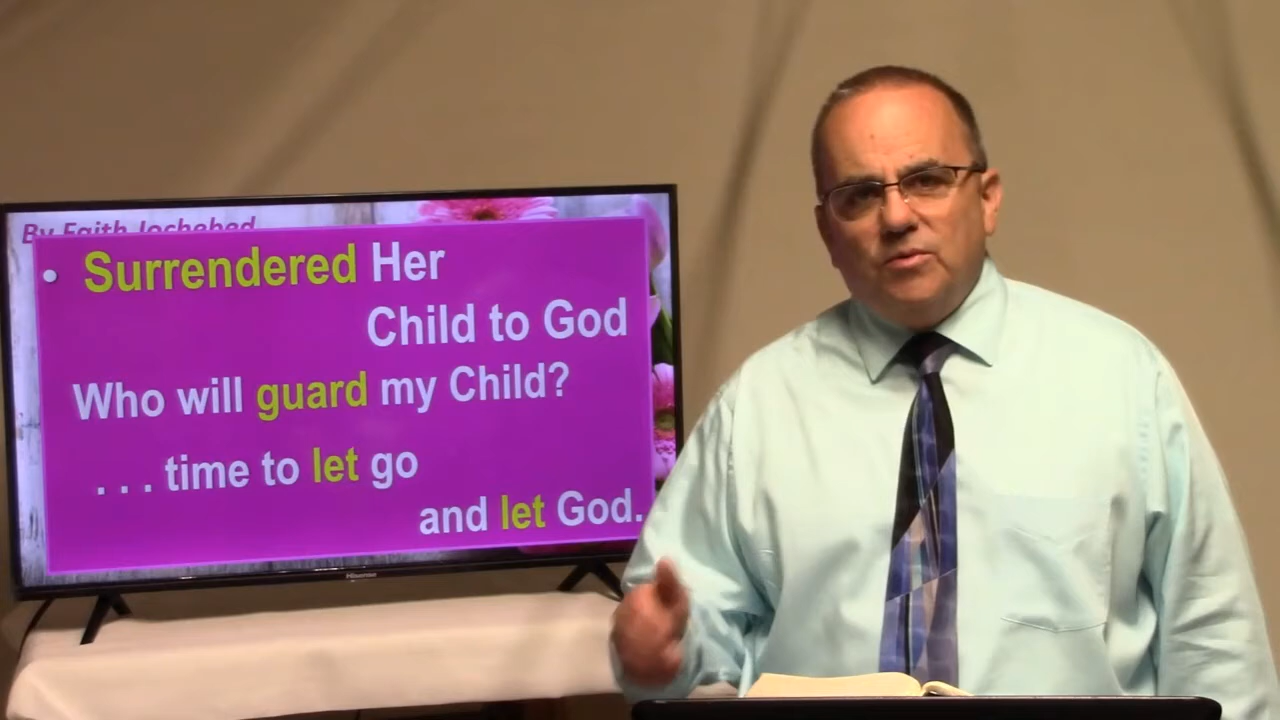 By Faith Jochebed
• Surrendered Her
Child to God
Who will guard my Child?
. . . time to let go
and let God.
Hisense